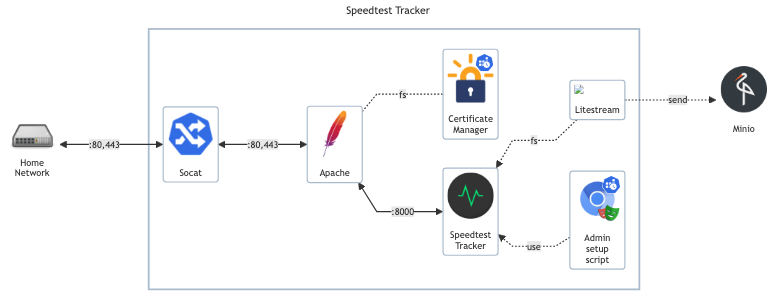 Speedtest Tracker
fs
Certificate
Manager
Litestream
send
Minio
:80,443
:80,443
fs
Home
Network
Socat
Apache
:8000
Speedtest
Tracker
use
Admin
setup
script